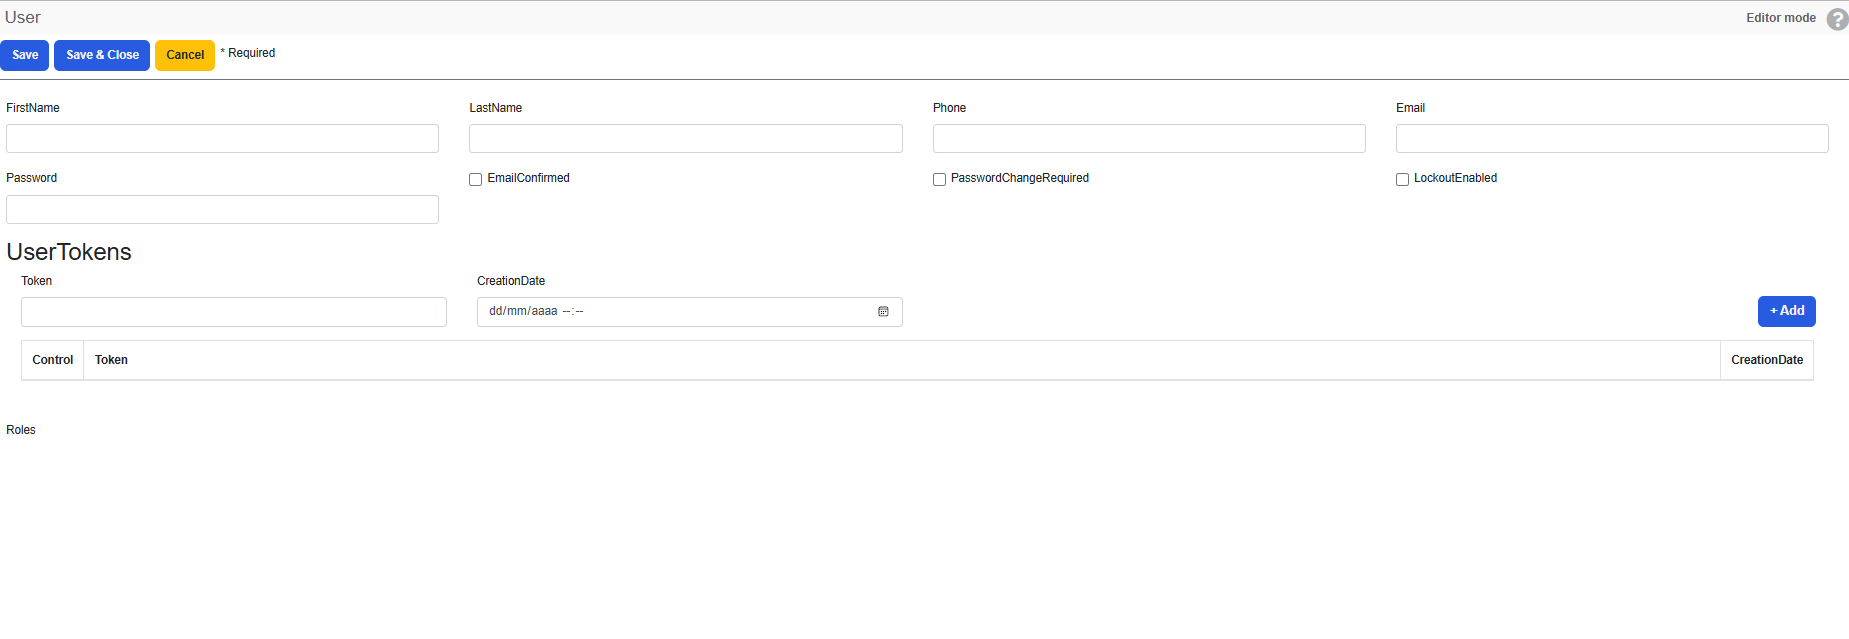 User
Editor mode ?
Save Save & Close Cancel * Required
FirstName LastName Phone Email
Password EmailConfirmed PasswordChangeRequired LockoutEnabled
UserTokens
Token CreationDate
dd/mm/aaaa --:-- + Add
Control Token CreationDate
Roles